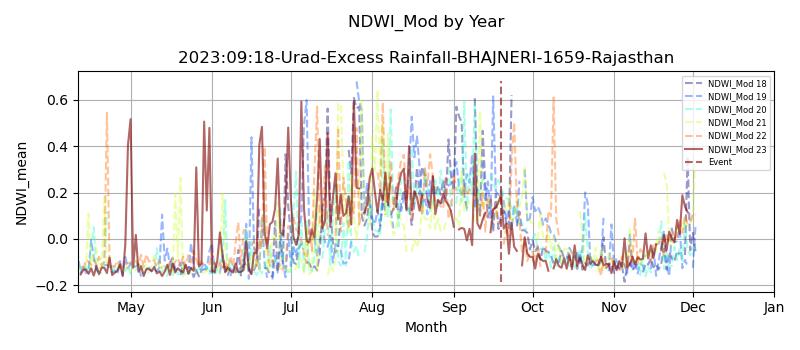 NDWI_Mod by Year
2023:09:18-Urad-Excess Rainfall-BHAJNERI-1659-Rajasthan
NDWI_mean
0.6
0.4
0.2
0.0
−0.2
NDWI_Mod 18
NDWI_Mod 19
NDWI_Mod 20
NDWI_Mod 21
NDWI_Mod 22
NDWI_Mod 23
Event
May Jun Jul Aug Sep Oct Nov Dec Jan
Month